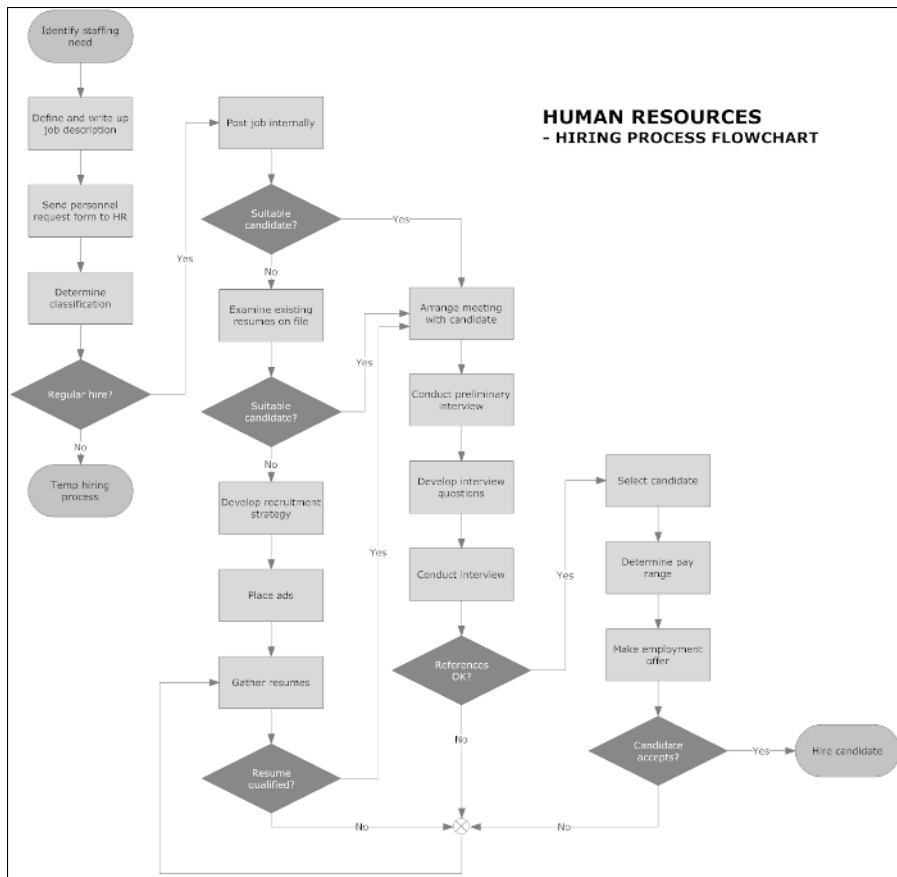 Identify staffing
need
Define and write up
job description
Send personnel
request form to HR
Determine
classification
Regular hire?
Yes
No
Temp hiring
process
Post job internally
Suitable
candidate?
Yes
No
Examine existing
resumes on file
Suitable
candidate?
Yes
No
Develop recruitment
strategy
Place ads
Gather resumes
Resume
qualified?
Yes
No
HUMAN RESOURCES
- HIRING PROCESS FLOWCHART
Arrange meeting
with candidate
Conduct preliminary
interview
Develop interview
questions
Conduct interview
References
OK?
Yes
No
Select candidate
Determine pay
range
Make employment
offer
Candidate
accepts?
Yes
No
Hire candidate